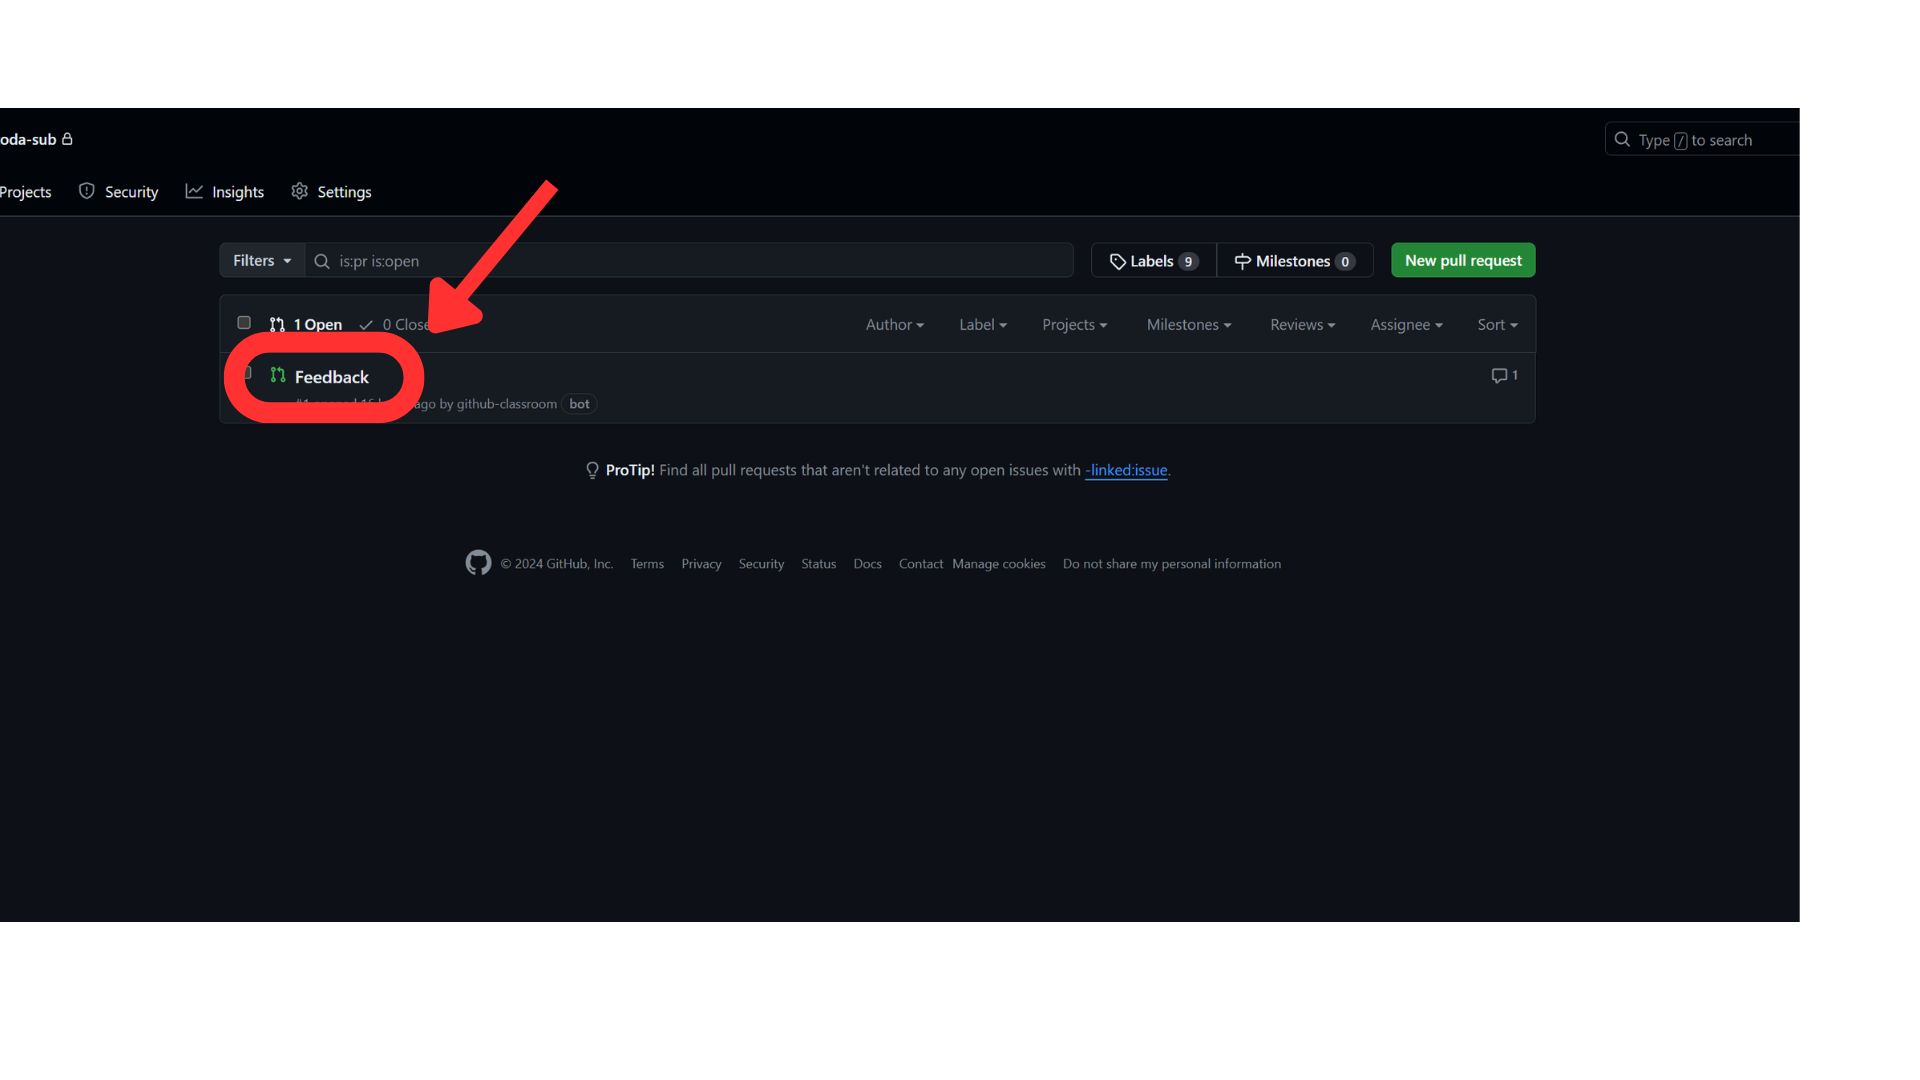 oda-sub
Type / to search
Projects Security Insights Settings
Filters is:pr is:open Labels 9 Milestones 0 New pull request
1 Open 0 Close Author Label Projects Milestones Reviews Assignee Sort
Feedback 1
ago by github-classroom bot
ProTip! Find all pull requests that aren't related to any open issues with -linked:issue.
© 2024 GitHub, Inc. Terms Privacy Security Status Docs Contact Manage cookies Do not share my personal information